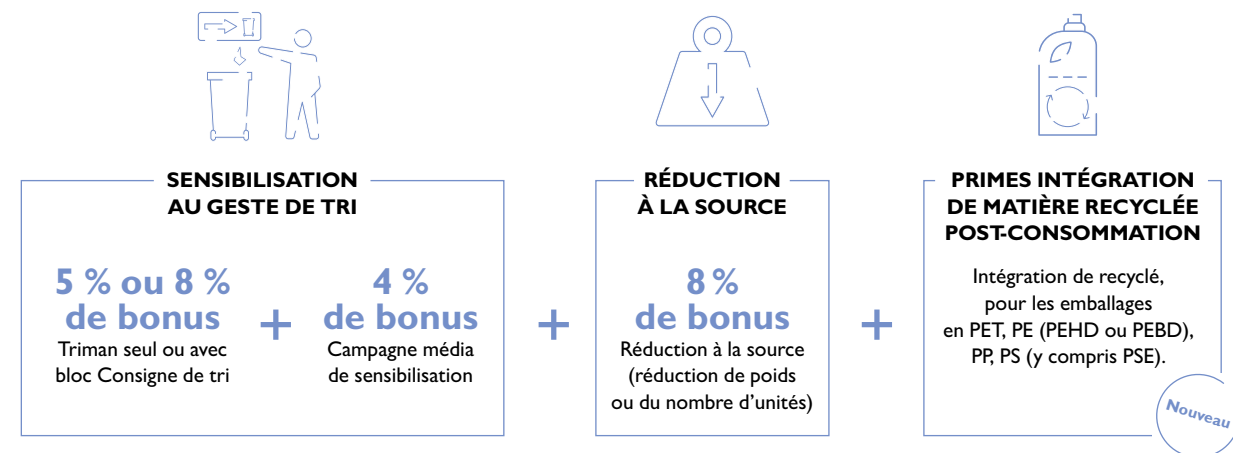 SENSIBILISATION
AU GESTE DE TRI
5 % ou 8 %
de bonus
Triman seul ou avec
bloc Consigne de tri
+
4 %
de bonus
Campagne média
de sensibilisation
+
RÉDUCTION
À LA SOURCE
8 %
de bonus
Réduction à la source
(réduction de poids
ou du nombre d’unités)
+
PRIMES INTÉGRATION
DE MATIÈRE RECYCLÉE
POST-CONSOMMATION
Intégration de recyclé,
pour les emballages
en PET, PE (PEHD ou PEBD),
PP, PS (y compris PSE).
Nouveau